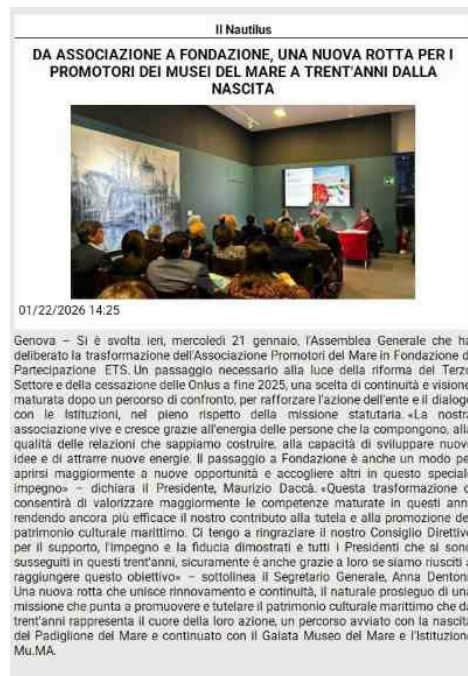 Il Nautilus
DA ASSOCIAZIONE A FONDAZIONE, UNA NUOVA ROTTA PER I
PROMOTORI DEI MUSEI DEL MARE A TRENT'ANNI DALLA
NASCITA
01/22/2026 14:25
Genova – Si è svolta ieri, mercoledì 21 gennaio, l'Assemblea Generale che ha
deliberato la trasformazione dell'Associazione Promotori del Mare in Fondazione d
Partecipazione ETS. Un passaggio necessario alla luce della riforma del Terzo
Settore e della cessazione delle Onlus a fine 2025, una scelta di continuità e visione
maturata dopo un percorso di confronto, per rafforzare l'azione dell'ente e il dialogo
con le Istituzioni, nel pieno rispetto della missione statutaria. «La nostra
associazione vive e cresce grazie all'energia delle persone che la compongono, alla
qualità delle relazioni che sappiamo costruire, alla capacità di sviluppare nuove
idee e di attrarre nuove energie. Il passaggio a Fondazione è anche un modo per
aprirsi maggiormente a nuove opportunità e accogliere altri in questo speciale
impegno» – dichiara il Presidente, Maurizio Daccà. «Questa trasformazione c
consentirà di valorizzare maggiormente le competenze maturate in questi anni
rendendo ancora più efficace il nostro contributo alla tutela e alla promozione del
patrimonio culturale marittimo. Ci tengo a ringraziare il nostro Consiglio Direttivo
per il supporto, l'impegno e la fiducia dimostrati e tutti i Presidenti che si sono
susseguiti in questi trent'anni, sicuramente è anche grazie a loro se siamo riusciti a
raggiungere questo obiettivo» – sottolinea il Segretario Generale, Anna Dentoni
Una nuova rotta che unisce rinnovamento e continuità, il naturale prosieguo di una
missione che punta a promuovere e tutelare il patrimonio culturale marittimo che da
trent'anni rappresenta il cuore della loro azione, un percorso avviato con la nascita
del Padiglione del Mare e continuato con il Galata Museo del Mare e l'Istituzione
Mu.MA.